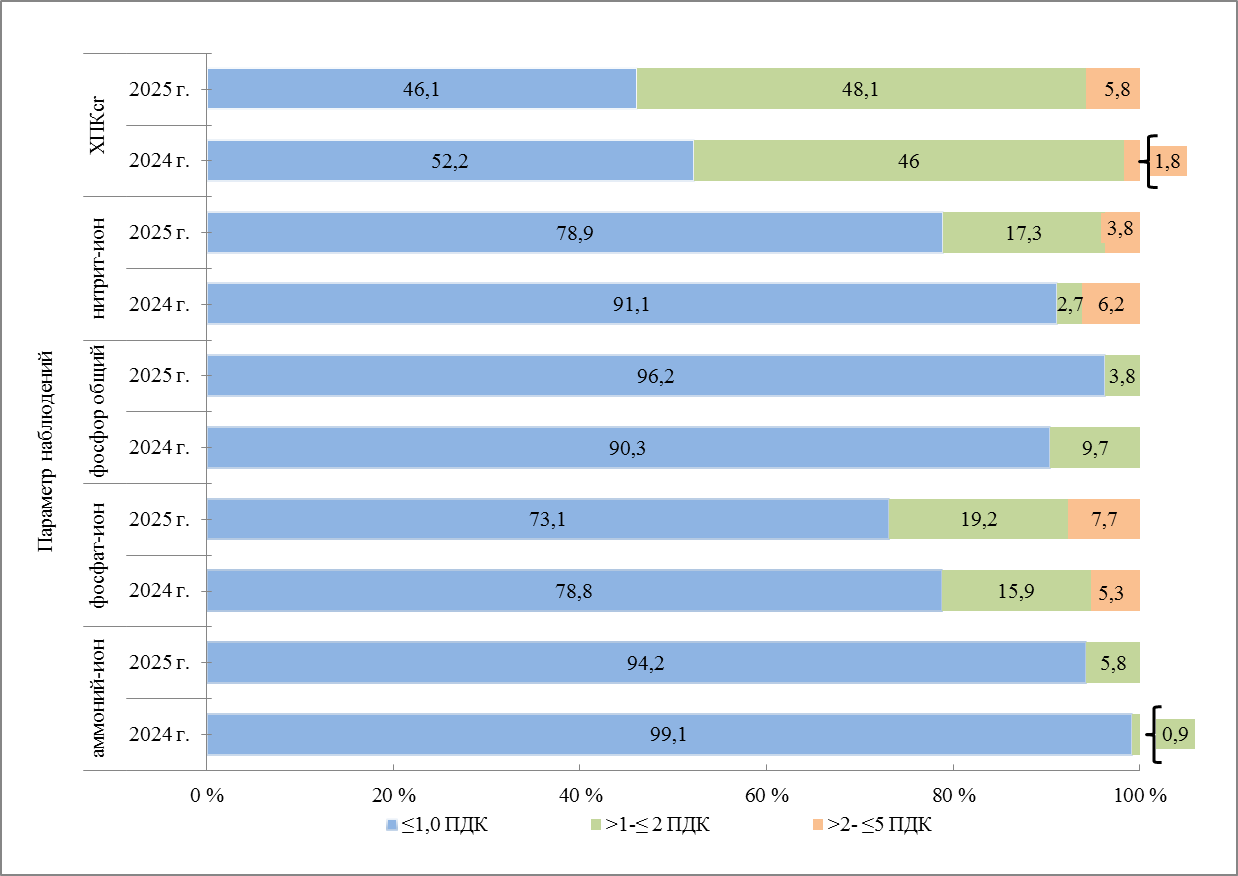 Параметр наблюдений
ХПКcr
2025 г.
46,1
48,1
5,8
2024 г.
52,2
46
1,8
нитрит-ион
2025 г.
78,9
17,3
3,8
2024 г.
91,1
2,7
6,2
фосфор общий
2025 г.
96,2
3,8
2024 г.
90,3
9,7
фосфат-ион
2025 г.
73,1
19,2
7,7
2024 г.
78,8
15,9
5,3
аммоний-ион
2025 г.
94,2
5,8
2024 г.
99,1
0,9
0 %
20 %
40 %
60 %
80 %
100 %
≤1,0 ПДК
>1-≤ 2 ПДК
>2- ≤5 ПДК